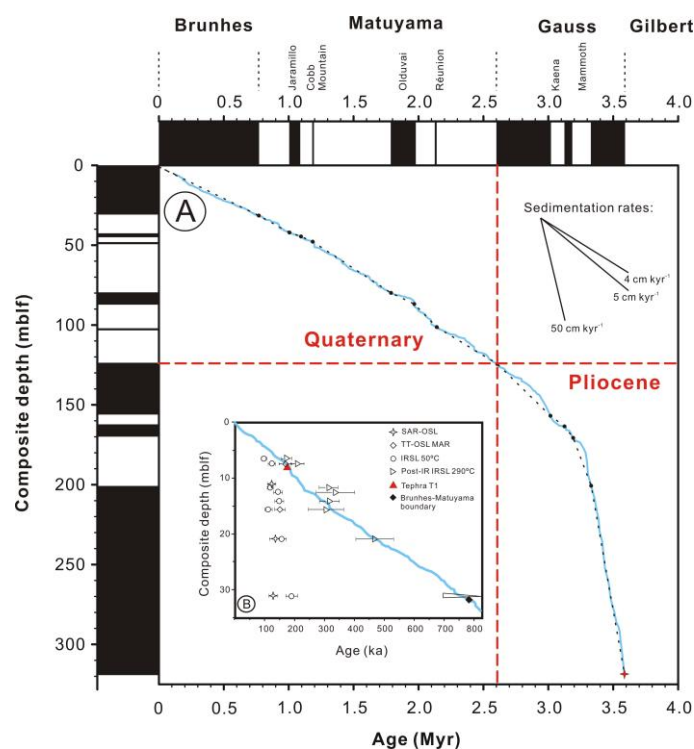 Brunhes Matuyama Gauss Gilbert
Jaramillo
Cobb
Mountain
Olduvai
Réunion
Kaena
Mammoth
0 0.5 1.0 1.5 2.0 2.5 3.0 3.5 4.0
0
50
100
150
200
250
300
Composite depth (mblf)
A
Sedimentation rates:
4 cm kyr⁻¹
5 cm kyr⁻¹
50 cm kyr⁻¹
Quaternary
Pliocene
SAR-OSL
TT-OSL MAR
IRSL 50ºC
Post-IR IRSL 290ºC
Tephra T1
Brunhes-Matuyama
boundary
0
10
20
30
Composite depth (mblf)
B
100 200 300 400 500 600 700 800
Age (ka)
0 0.5 1.0 1.5 2.0 2.5 3.0 3.5 4.0
Age (Myr)